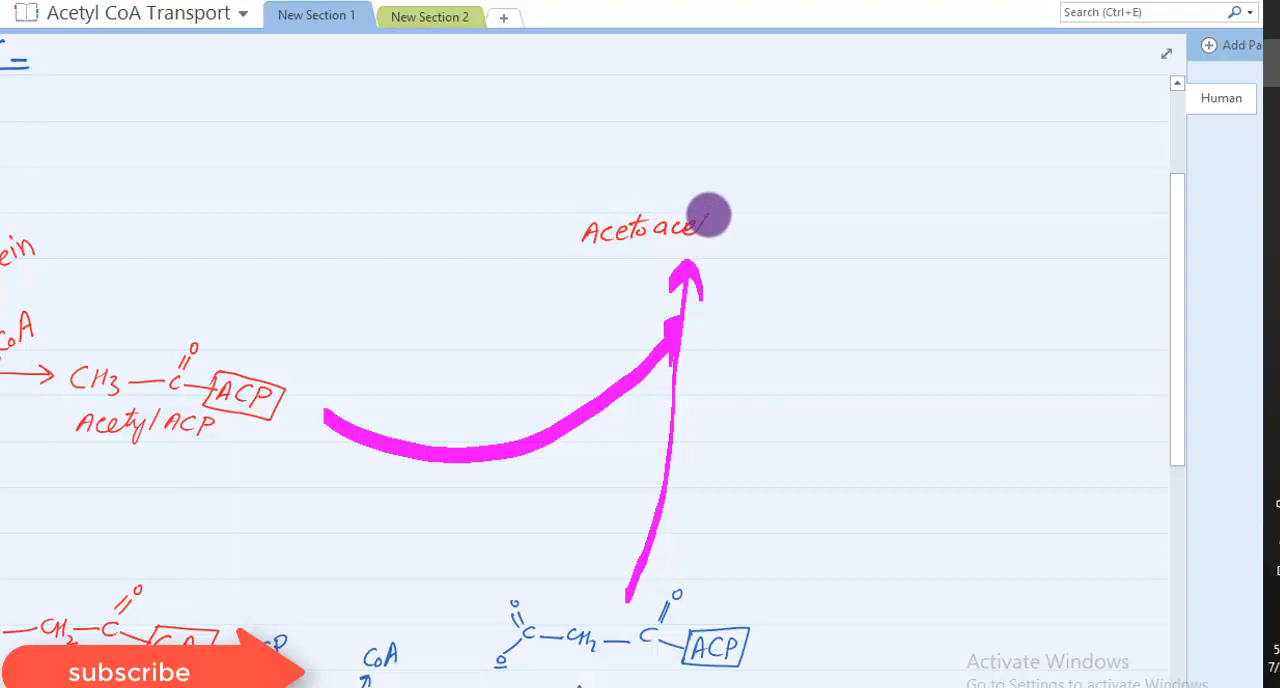 Acetyl CoA Transport
New Section 1
New Section 2
+
Search (Ctrl+E)
Add Pa
Human
Acetoace
ein
CoA
CH3 — C — ACP
O
Acetyl ACP
O
— CH2 — C
CoA
O
C — CH2 — C — ACP
O
O
subscribe
Activate Windows
Go to Settings to activate Windows